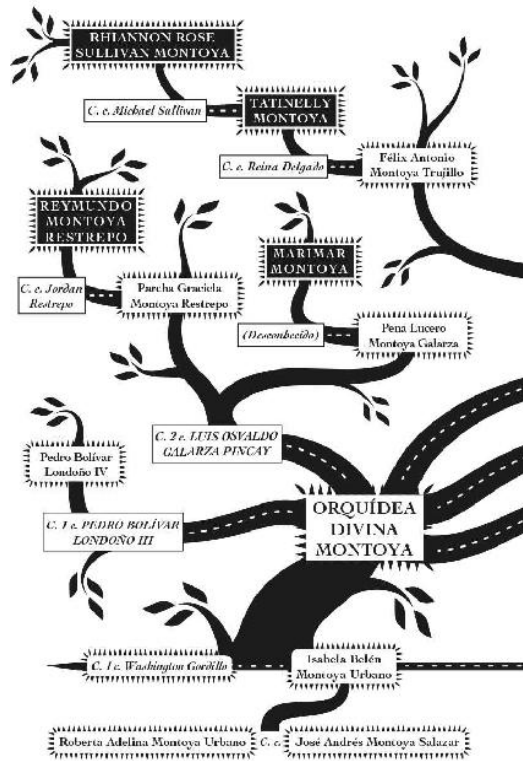 RHIANNON ROSE
SULLIVAN MONTOYA
C. c. Michael Sullivan
TATINELLY
MONTOYA
C. c. Reina Delgado
Félix Antonio
Montoya Trujillo
REYMUNDO
MONTOYA
RESTREPO
C. c. Jordan
Restrepo
Parcha Graciela
Montoya Restrepo
MARIMAR
MONTOYA
(Desconhecido)
Pena Lucero
Montoya Galarza
C. 2 c. LUIS OSVALDO
GALARZA PINCAY
Pedro Bolívar
Londoño IV
C. 1 c. PEDRO BOLÍVAR
LONDOÑO III
ORQUÍDEA
DIVINA
MONTOYA
C. 1 c. Washington Gordillo
Isabela Belén
Montoya Urbano
Roberta Adelina Montoya Urbano C. c. José Andrés Montoya Salazar